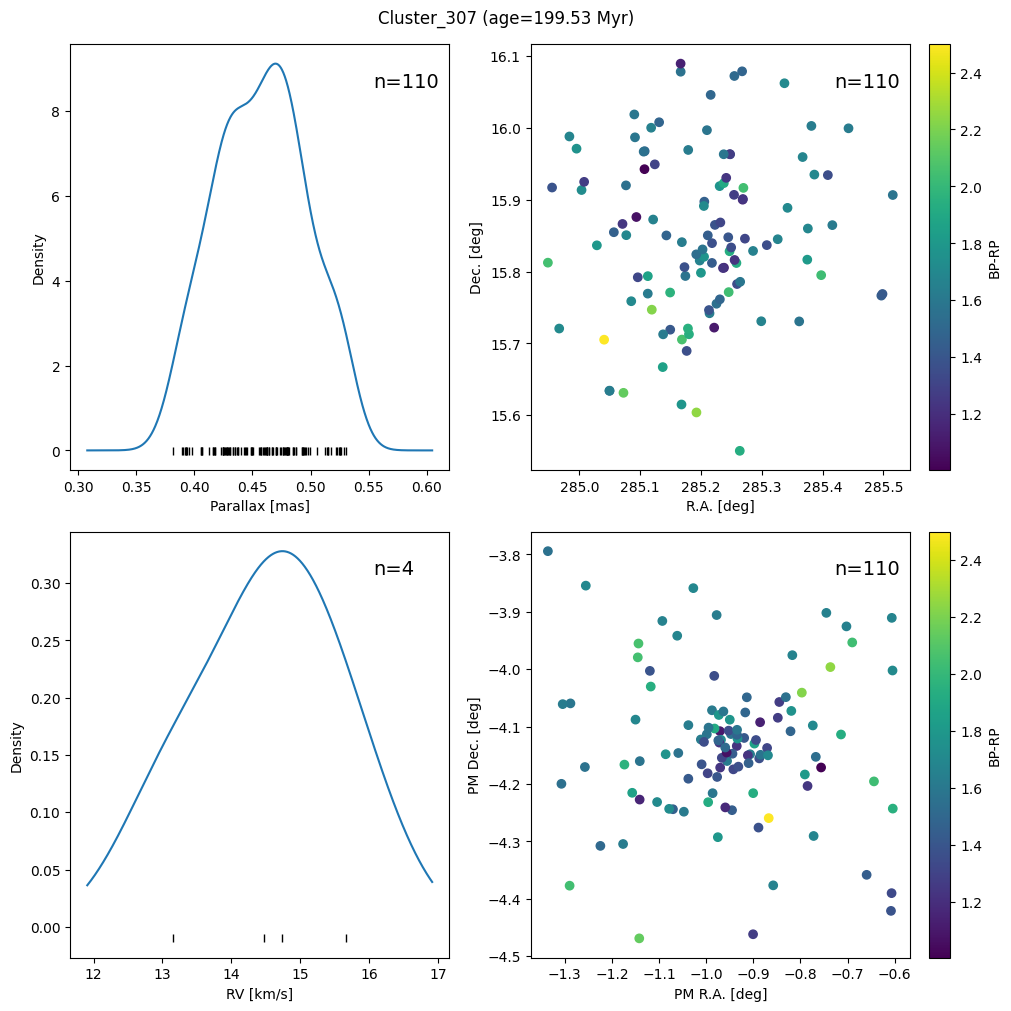 Cluster_307 (age=199.53 Myr)
n=110
Density
8
6
4
2
0
0.30 0.35 0.40 0.45 0.50 0.55 0.60
Parallax [mas]
n=110
Dec. [deg]
16.1
16.0
15.9
15.8
15.7
15.6
285.0 285.1 285.2 285.3 285.4 285.5
R.A. [deg]
2.4
2.2
2.0
1.8
1.6
1.4
1.2
BP-RP
n=4
Density
0.30
0.25
0.20
0.15
0.10
0.05
0.00
12 13 14 15 16 17
RV [km/s]
n=110
PM Dec. [deg]
−3.8
−3.9
−4.0
−4.1
−4.2
−4.3
−4.4
−4.5
−1.3 −1.2 −1.1 −1.0 −0.9 −0.8 −0.7 −0.6
PM R.A. [deg]
2.4
2.2
2.0
1.8
1.6
1.4
1.2
BP-RP